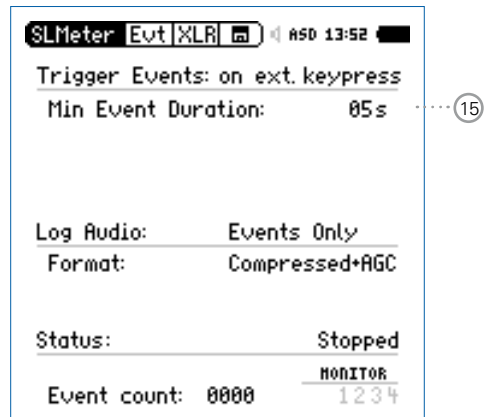 SLMeter Evt XLR ASD 13:52
Trigger Events: on ext. keypress
Min Event Duration: 05s
15
Log Audio: Events Only
Format: Compressed+AGC
Status: Stopped
MONITOR
Event count: 0000 1234